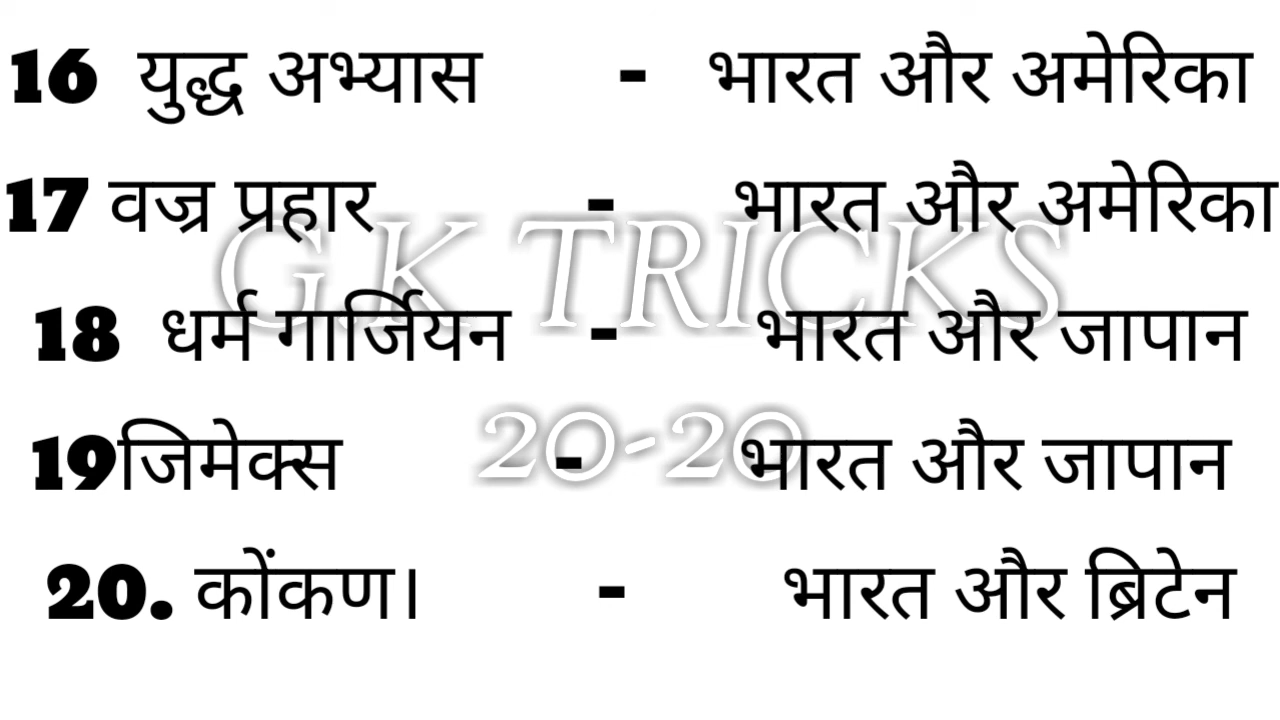 16 युद्ध अभ्यास - भारत और अमेरिका
17 वज्र प्रहार - भारत और अमेरिका
G.K TRICKS
18 धर्म गार्जियन - भारत और जापान
20-20
19जिमेक्स - भारत और जापान
20. कोंकण। - भारत और ब्रिटेन